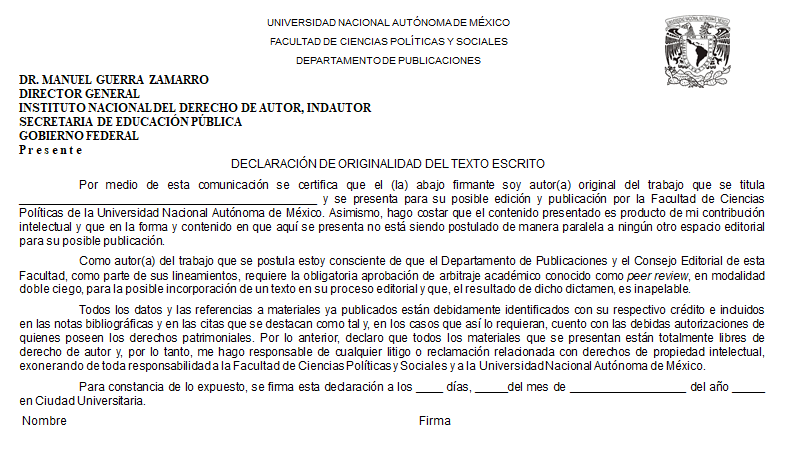 UNIVERSIDAD NACIONAL AUTÓNOMA DE MÉXICO
FACULTAD DE CIENCIAS POLÍTICAS Y SOCIALES
DEPARTAMENTO DE PUBLICACIONES
DR. MANUEL GUERRA ZAMARRO
DIRECTOR GENERAL
INSTITUTO NACIONAL DEL DERECHO DE AUTOR, INDAUTOR
SECRETARIA DE EDUCACIÓN PÚBLICA
GOBIERNO FEDERAL
P r e s e n t e
DECLARACIÓN DE ORIGINALIDAD DEL TEXTO ESCRITO
Por medio de esta comunicación se certifica que el (la) abajo firmante soy autor(a) original del trabajo que se titula
____________________________________________ y se presenta para su posible edición y publicación por la Facultad de Ciencias
Políticas de la Universidad Nacional Autónoma de México. Asimismo, hago costar que el contenido presentado es producto de mi contribución
intelectual y que en la forma y contenido en que aquí se presenta no está siendo postulado de manera paralela a ningún otro espacio editorial
para su posible publicación.
Como autor(a) del trabajo que se postula estoy consciente de que el Departamento de Publicaciones y el Consejo Editorial de esta
Facultad, como parte de sus lineamientos, requiere la obligatoria aprobación de arbitraje académico conocido como peer review, en modalidad
doble ciego, para la posible incorporación de un texto en su proceso editorial y que, el resultado de dicho dictamen, es inapelable.
Todos los datos y las referencias a materiales ya publicados están debidamente identificados con su respectivo crédito e incluidos
en las notas bibliográficas y en las citas que se destacan como tal y, en los casos que así lo requieran, cuento con las debidas autorizaciones de
quienes poseen los derechos patrimoniales. Por lo anterior, declaro que todos los materiales que se presentan están totalmente libres de
derecho de autor y, por lo tanto, me hago responsable de cualquier litigo o reclamación relacionada con derechos de propiedad intelectual,
exonerando de toda responsabilidad a la Facultad de Ciencias Políticas y Sociales y a la Universidad Nacional Autónoma de México.
Para constancia de lo expuesto, se firma esta declaración a los ____ días, _____del mes de _________________ del año _____
en Ciudad Universitaria.
Nombre Firma